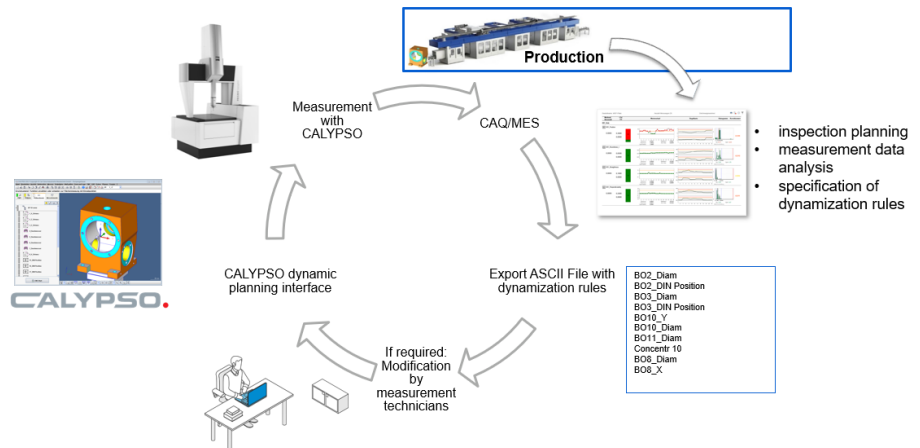 Production
Measurement
with
CALYPSO
CAQ/MES
• inspection planning
• measurement data
analysis
• specification of
dynamization rules
CALYPSO dynamic
planning interface
Export ASCII File with
dynamization rules
CALYPSO.
BO2_Diam
BO2_DIN Position
BO3_Diam
BO3_DIN Position
BO10_Y
BO10_Diam
BO11_Diam
Concentr 10
BO8_Diam
BO8_X
If required:
Modification
by
measurement
technicians